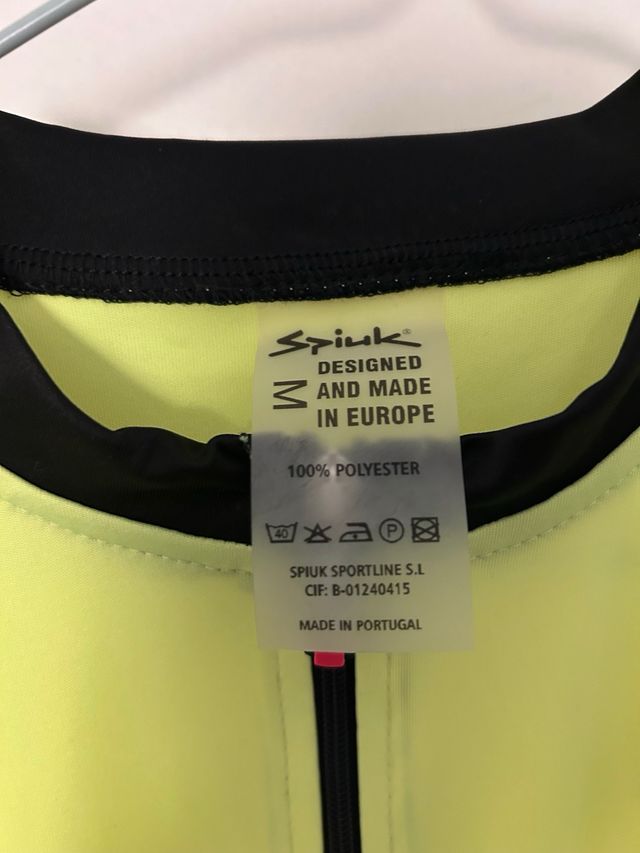 Spiuk®
M
DESIGNED
AND MADE
IN EUROPE
100% POLYESTER
40 P
SPIUK SPORTLINE S.L
CIF: B-01240415
MADE IN PORTUGAL